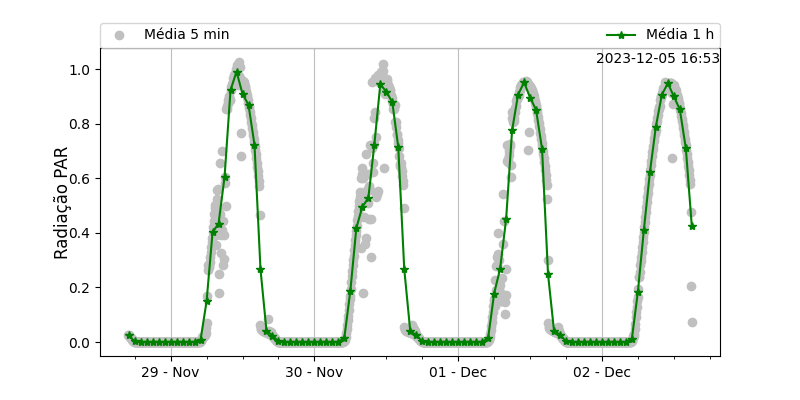 Média 5 min
Média 1 h
2023-12-05 16:53
Radiação PAR
1.0
0.8
0.6
0.4
0.2
0.0
29 - Nov
30 - Nov
01 - Dec
02 - Dec